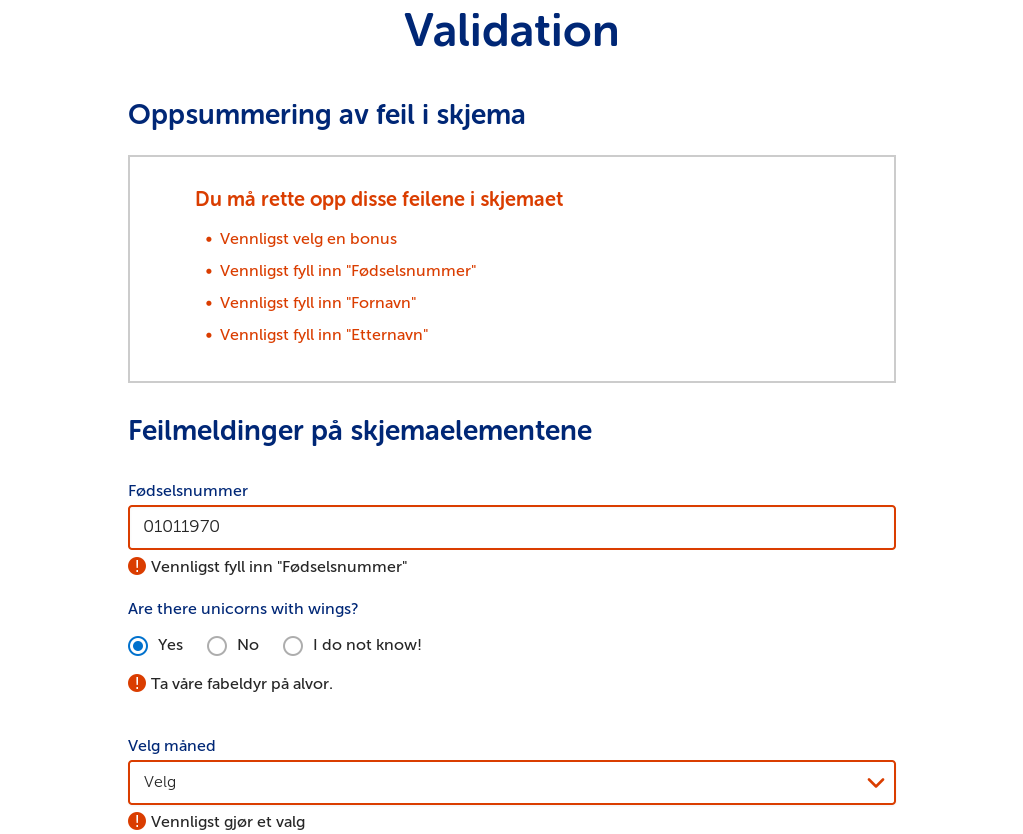 Validation
Oppsummering av feil i skjema
Du må rette opp disse feilene i skjemaet
• Vennligst velg en bonus
• Vennligst fyll inn "Fødselsnummer"
• Vennligst fyll inn "Fornavn"
• Vennligst fyll inn "Etternavn"
Feilmeldinger på skjemaelementene
Fødselsnummer
01011970
Vennligst fyll inn "Fødselsnummer"
Are there unicorns with wings?
Yes No I do not know!
Ta våre fabeldyr på alvor.
Velg måned
Velg
Vennligst gjør et valg